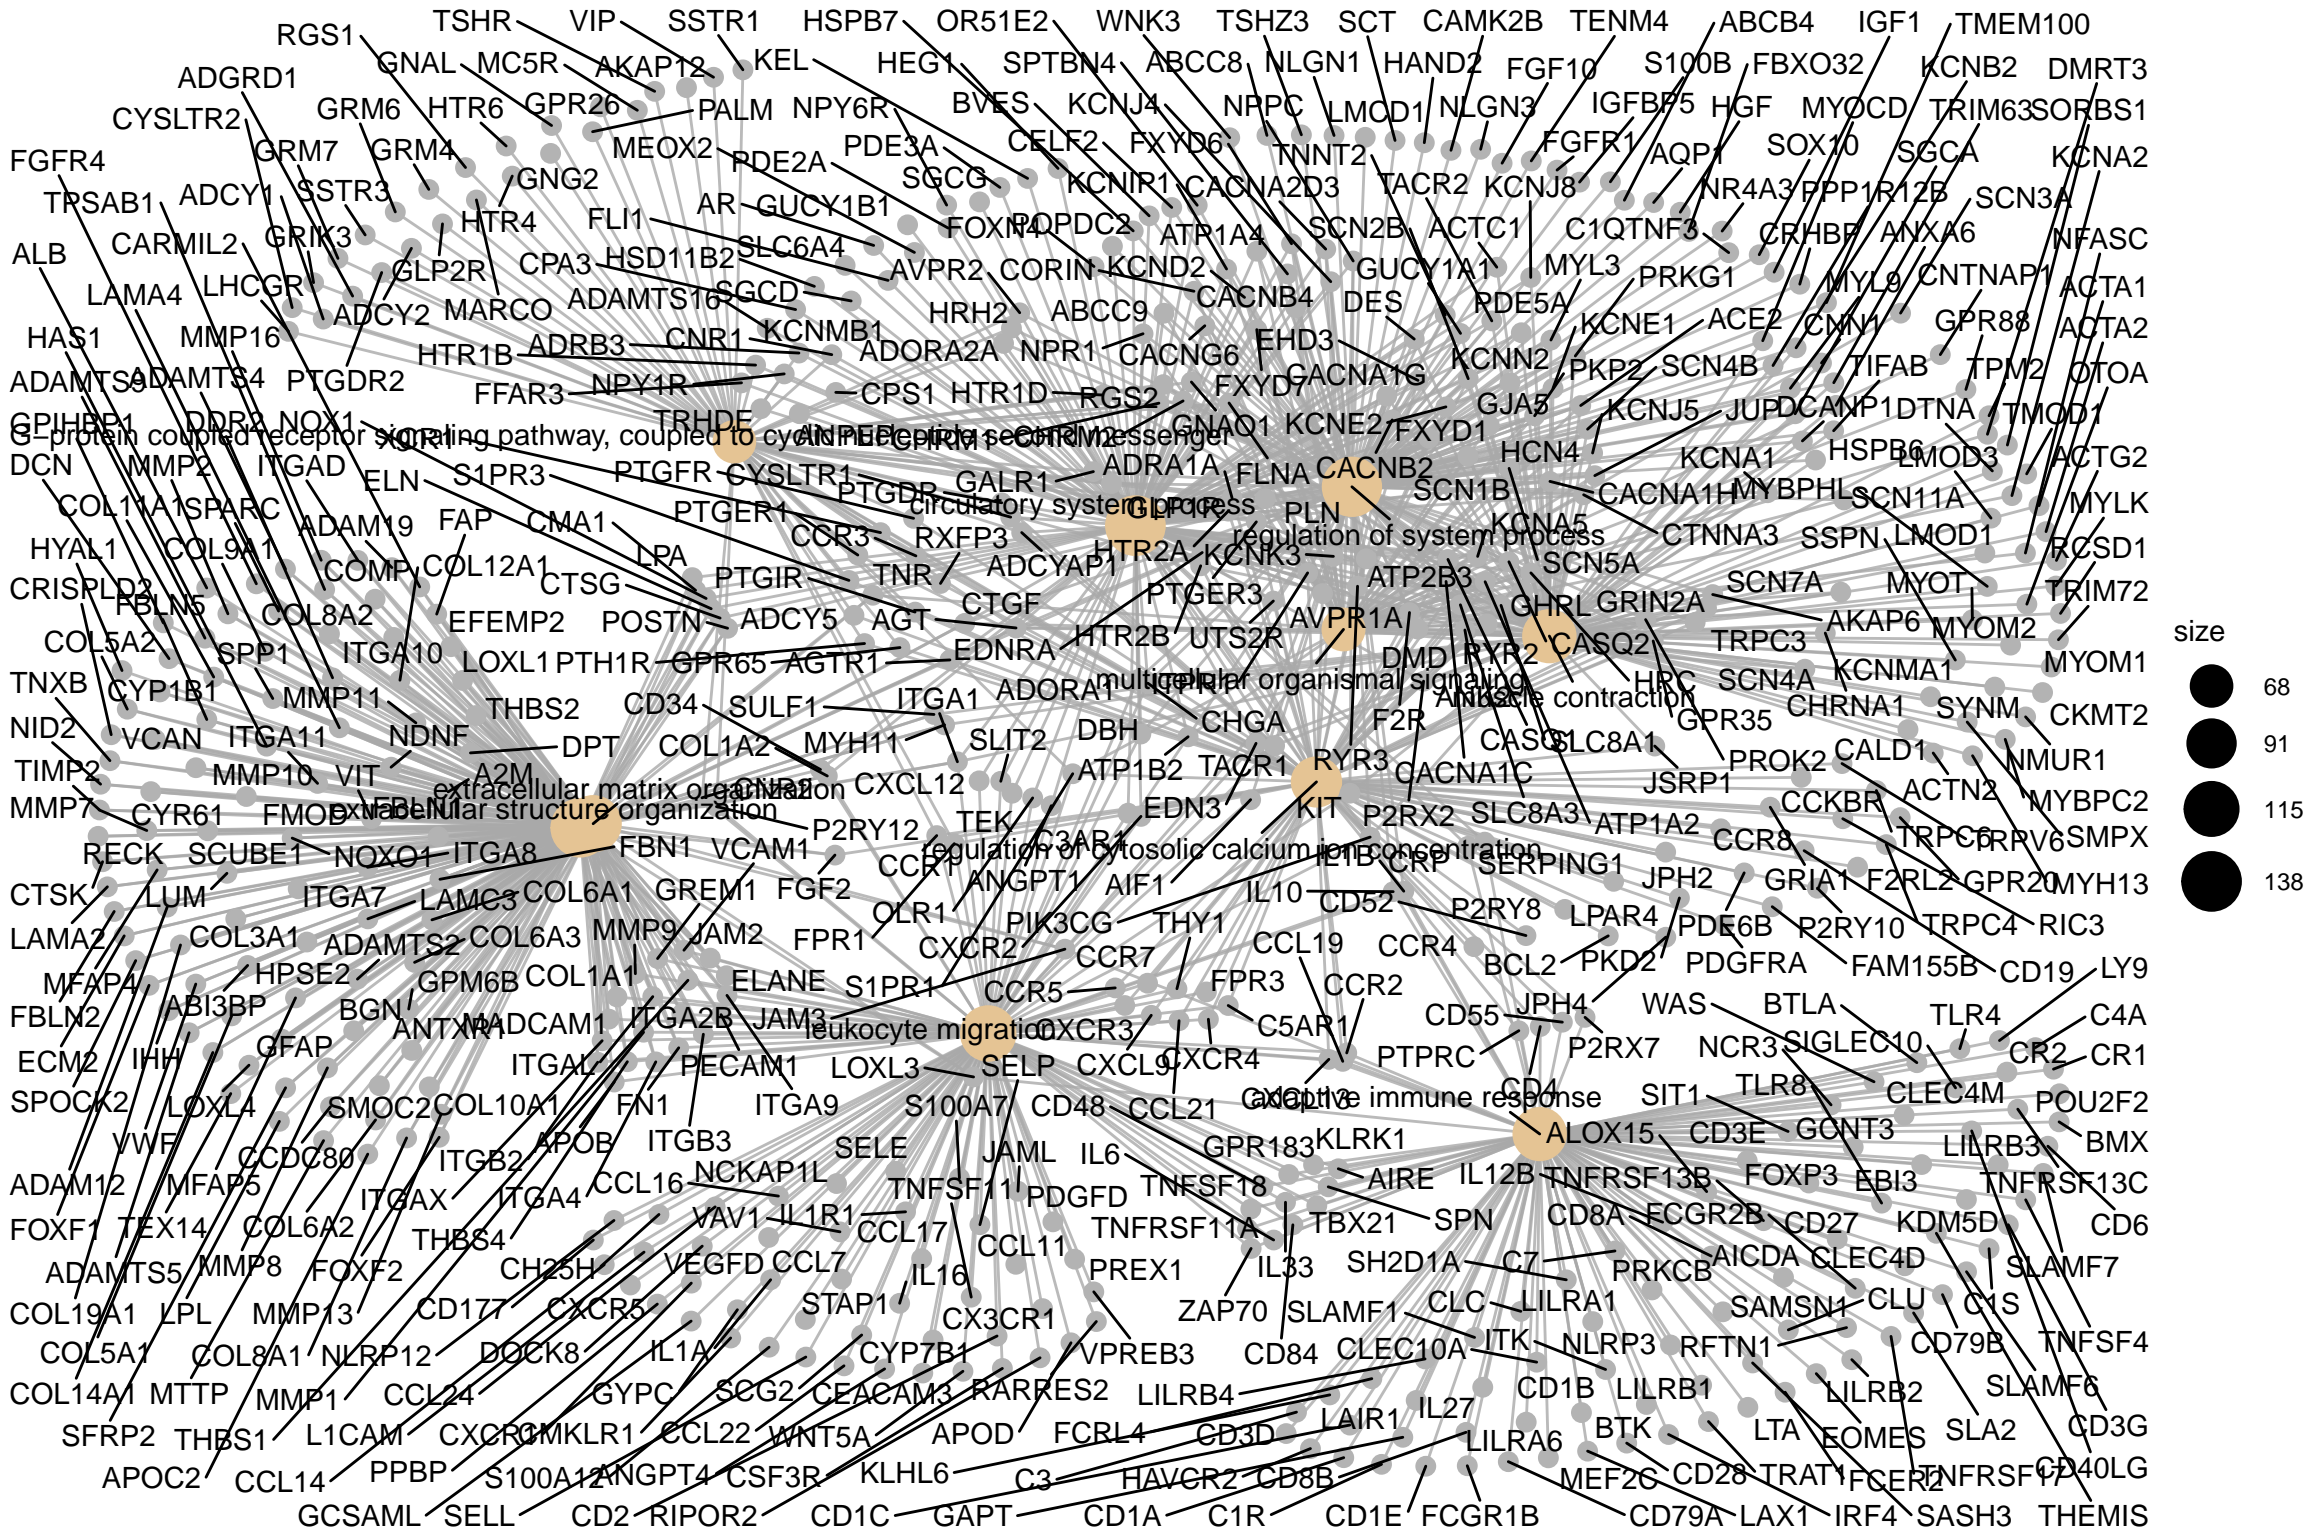 TSHR VIP SSTR1 HSPB7 OR51E2 WNK3 TSHZ3 SCT CAMK2B TENM4 ABCB4 IGF1 TMEM100
RGS1 GNAL MC5R AKAP12 KEL HEG1 SPTBN4 ABCC8 NLGN1 HAND2 FGF10 S100B FBXO32 KCNB2 DMRT3
ADGRD1 GRM6 HTR6 GPR26 PALM NPY6R BVES KCNJ4 NPPC LMCD1 NLGN3 IGFBP5 HGF MYOCD TRIM63 SORBS1
CYSLTR2 GRM7 GRM4 MEOX2 PDE2A PDE3A CELF2 FXYD6 TNNT2 FGFR1 AQP1 SOX10 SGCA KCNA2
FGFR4 TPSAB1 ADCY1 SSTR3 GNG2 AR GUCY1B1 SGCG KCNIP1 CACNA2D3 TACR2 KCNJ8 NR4A3 PPP1R12B SCN3A
ALB CARMIL2 GRIK3 HTR4 FLI1 SLC6A4 FOXN4 POPDC2 ATP1A4 SCN2B ACTC1 C1QTNF3 CRHBP ANXA6 NFASC
LAMA4 LHCGR GLP2R CPA3 HSD11B2 AVPR2 CORIN KCND2 GUCY1A1 MYL3 PRKG1 MYL9 CNTNAP1 ACTA1
HAS1 MMP16 ADCY2 MARCO ADAMTS16 SGCD HRH2 ABCC9 CACNB4 DES PDE5A KCNE1 ACE2 CNN1 GPR88 ACTA2
HTR1B ADRB3 CNR1 KCNMB1 ADORA2A NPR1 CACNG6 EHD3 KCNN2 PKP2 SCN4B TIFAB TPM2 OTOA
ADAMTS9 ADAMTS4 PTGDR2 FFAR3 NPY1R CPS1 HTR1D RGS2 FXYD7 CACNA1G GJA5 KCNJ5 JUP DCANP1 DTNA TMOD1
GPIHBP1 DDR2 NOX1 TRHDE GNAO1 KCNE2 FXYD1
G−protein coupled receptor signaling pathway, coupled to cyclic nucleotide second messenger
XCR1 ANPEP CHRM1 CHRM2 HCN4 KCNA1 HSPB6 LMOD3 ACTG2
DCN MMP2 ITGAD ELN S1PR3 PTGFR CYSLTR1 PTGDR GALR1 ADRA1A FLNA CACNB2 SCN1B CACNA1H MYBPHL SCN11A MYLK
COL11A1 SPARC ADAM19 FAP CMA1 PTGER1 GLP1R PLN KCNA5 CTNNA3 SSPN LMOD1 RCSD1
circulatory system process
regulation of system process
HYAL1 COL9A1 COMP COL12A1 LPA CCR3 RXFP3 HTR2A KCNK3
CRISPLD2 FBLN5 COL8A2 CTSG PTGIR TNR ADCYAP1 PTGER3 ATP2B3 SCN5A SCN7A MYOT TRIM72
EFEMP2 POSTN ADCY5 AGT CTGF HTR2B UTS2R AVPR1A GHRL GRIN2A AKAP6 MYOM2
COL5A2 SPP1 ITGA10 LOXL1 PTH1R GPR65 AGTR1 EDNRA DMD RYR2 CASQ2 TRPC3 KCNMA1 MYOM1
multicellular organismal signaling
muscle contraction
TNXB CYP1B1 MMP11 THBS2 CD34 SULF1 ITGA1 ADORA1 ITPR1 ANK2 HRC SCN4A CHRNA1 SYNM CKMT2
NID2 VCAN ITGA11 NDNF DPT COL1A2 MYH11 SLIT2 DBH CHGA F2R CASQ1 SLC8A1 GPR35 PROK2 CALD1 NMUR1
TIMP2 MMP10 VIT A2M CNR2 CXCL12 ATP1B2 TACR1 RYR3 CACNA1C JSRP1 ACTN2 MYBPC2
extracellular matrix organization
extracellular structure organization
MMP7 CYR61 FMOD FBLN1 P2RY12 TEK C3AR1 EDN3 KIT P2RX2 SLC8A3 ATP1A2 CCKBR TRPC6 TRPV6 SMPX
regulation of cytosolic calcium ion concentration
RECK SCUBE1 NOXO1 ITGA8 FBN1 VCAM1 CCR1 IL1B CRP SERPING1 CCR8
CTSK LUM ITGA7 LAMC3 COL6A1 GREM1 FGF2 ANGPT1 AIF1 IL10 CD52 JPH2 GRIA1 F2RL2 GPR20 MYH13
LAMA2 COL3A1 ADAMTS2 COL6A3 MMP9 JAM2 FPR1 OLR1 CXCR2 PIK3CG THY1 P2RY8 LPAR4 PDE6B P2RY10 TRPC4 RIC3
MFAP4 HPSE2 GPM6B COL1A1 ELANE S1PR1 CCR7 CCL19 CCR4 BCL2 PKD2 PDGFRA FAM155B CD19 LY9
FBLN2 ABI3BP BGN ANTXR1 MADCAM1 ITGA2B JAM3 CCR5 FPR3 CCR2 CD55 JPH4 WAS BTLA TLR4 C4A
leukocyte migration
ECM2 IHH GFAP ITGAL PECAM1 LOXL3 SELP CXCR3 CXCL9 CXCR4 C5AR1 PTPRC P2RX7 NCR3 SIGLEC10 CR2 CR1
SPOCK2 LOXL4 SMOC2 COL10A1 FN1 ITGA9 S100A7 CD48 CCL21 CXCL13 CD4 SIT1 TLR8 CLEC4M POU2F2
adaptive immune response
VWF CCDC80 ITGB2 APOB ITGB3 SELE JAML IL6 GPR183 KLRK1 ALOX15 CD3E GCNT3 LILRB3 BMX
ADAM12 MFAP5 ITGAX ITGA4 CCL16 NCKAP1L TNFSF11 PDGFD TNFSF18 AIRE IL12B TNFRSF13B FOXP3 EBI3 TNFRSF13C
FOXF1 TEX14 COL6A2 THBS4 VAV1 IL1R1 CCL17 CCL11 TNFRSF11A TBX21 SPN CD8A FCGR2B CD27 KDM5D CD6
ADAMTS5 MMP8 FOXF2 CH25H VEGFD CCL7 IL16 PREX1 IL33 SH2D1A C7 PRKCB AICDA CLEC4D SLAMF7
COL19A1 LPL MMP13 CD177 CXCR5 STAP1 CX3CR1 ZAP70 SLAMF1 CLC LILRA1 SAMSN1 CLU C1S
COL5A1 COL8A1 NLRP12 DOCK8 IL1A CYP7B1 VPREB3 CD84 CLEC10A ITK NLRP3 RFTN1 CD79B TNFSF4
COL14A1 MTTP MMP1 CCL24 GYPC SCG2 CEACAM3 RARRES2 LILRB4 CD1B LILRB1 LILRB2 SLAMF6
SFRP2 THBS1 L1CAM CXCR1 CMKLR1 CCL22 WNT5A APOD FCRL4 CD3D LAIR1 IL27 BTK LTA EOMES SLA2 CD3G
APOC2 CCL14 PPBP S100A12 ANGPT4 CSF3R KLHL6 C3 HAVCR2 CD8B LILRA6 MEF2C CD28 TRAT1 FCER2 TNFRSF17 CD40LG
GCSAML SELL CD2 RIPOR2 CD1C GAPT CD1A C1R CD1E FCGR1B CD79A LAX1 IRF4 SASH3 THEMIS
size
68
91
115
138